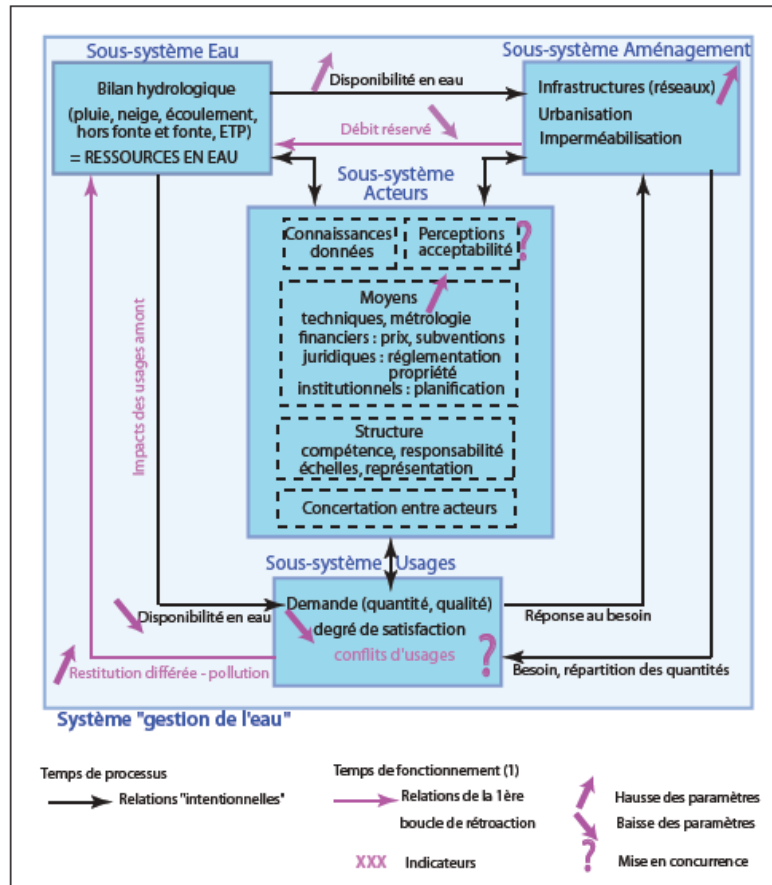 Sous-système Eau
Sous-système Aménagement
Bilan hydrologique
(pluie, neige, écoulement,
hors fonte et fonte, ETP)
= RESSOURCES EN EAU
Disponibilité en eau
Débit réservé
Infrastructures (réseaux)
Urbanisation
Imperméabilisation
Sous-système
Acteurs
Connaissances
données
Perceptions
acceptabilité
?
Moyens
techniques, métrologie
financiers : prix, subventions
juridiques : réglementation
propriété
institutionnels : planification
Structure
compétence, responsabilité
échelles, représentation
Concertation entre acteurs
Impacts des usages amont
Sous-système Usages
Demande (quantité, qualité)
degré de satisfaction
conflits d'usages
?
Disponibilité en eau
Restitution différée - pollution
Réponse au besoin
Besoin, répartition des quantités
Système "gestion de l'eau"
Temps de processus
Relations "intentionnelles"
Temps de fonctionnement (1)
Relations de la 1ère
boucle de rétroaction
XXX Indicateurs
Hausse des paramètres
Baisse des paramètres
? Mise en concurrence